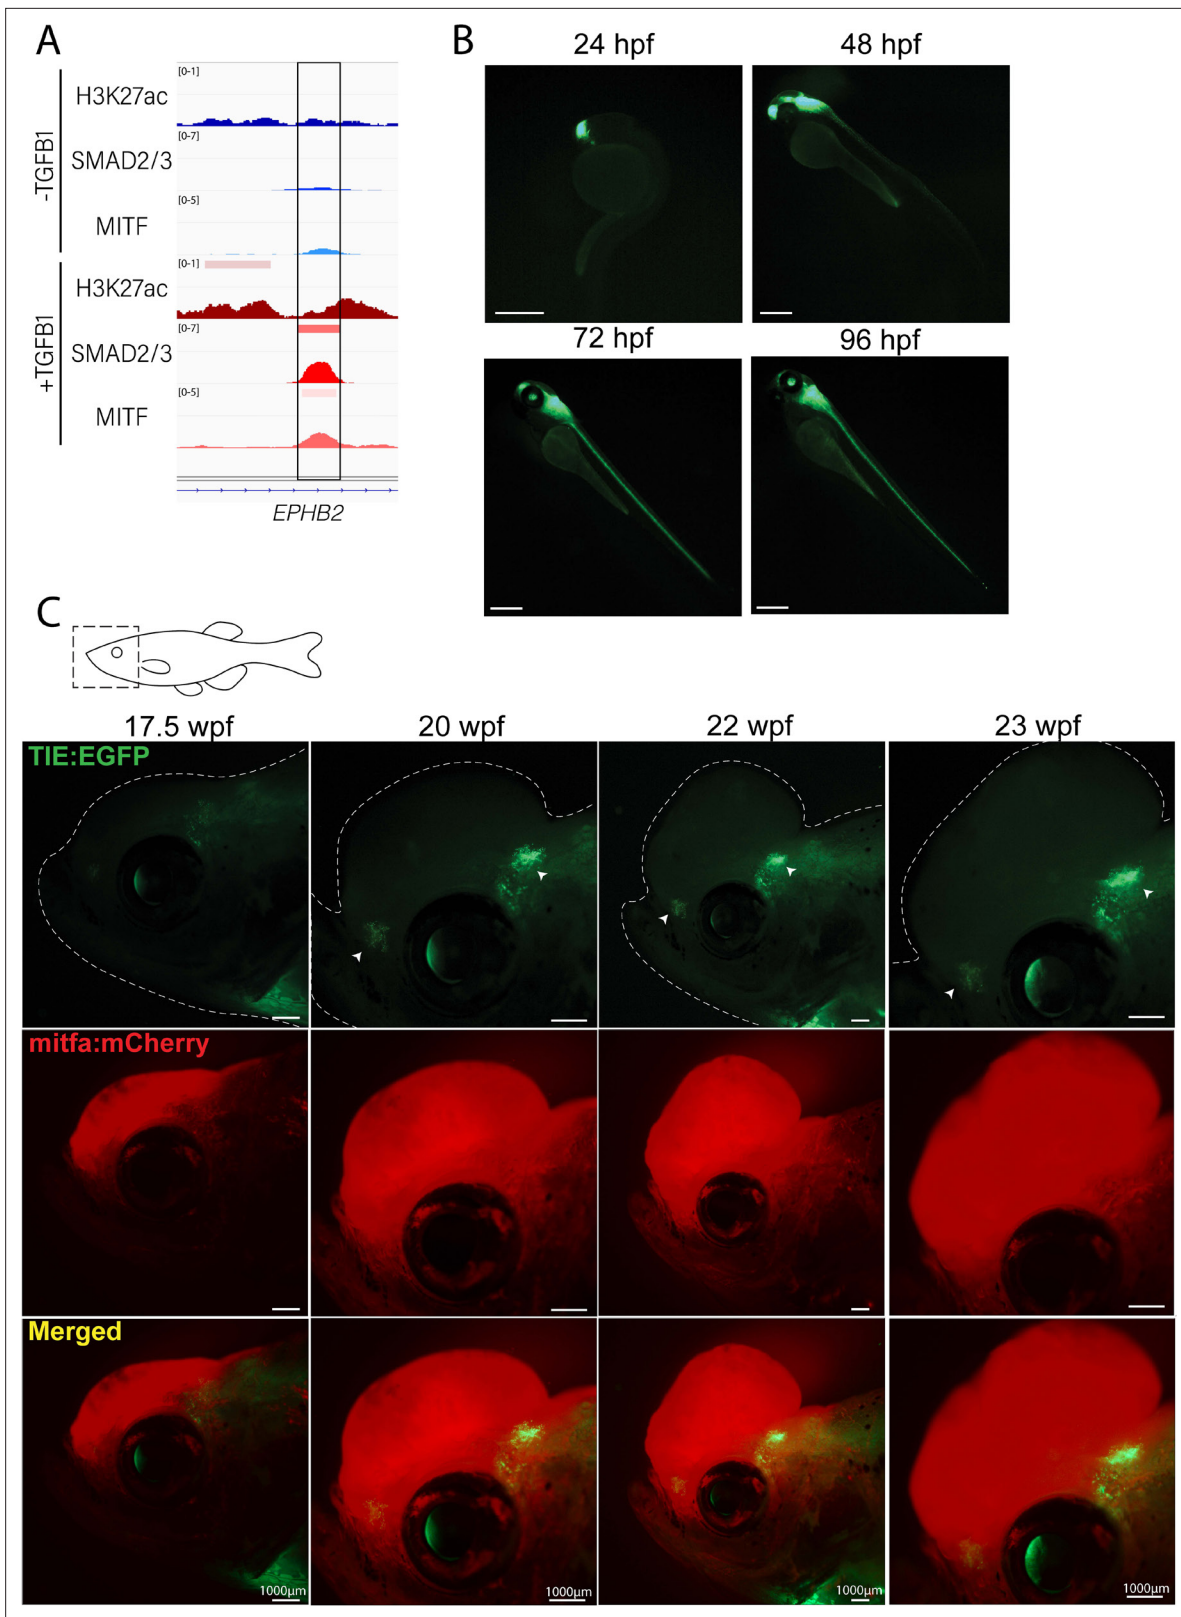 A
-TGFB1
H3K27ac
[0-1]
SMAD2/3
[0-7]
MITF
[0-5]
+TGFB1
H3K27ac
[0-1]
SMAD2/3
[0-7]
MITF
[0-5]
EPHB2
B
24 hpf
48 hpf
72 hpf
96 hpf
C
17.5 wpf
20 wpf
22 wpf
23 wpf
TIE:EGFP
mitfa:mCherry
Merged
1000µm
1000µm
1000µm
1000µm